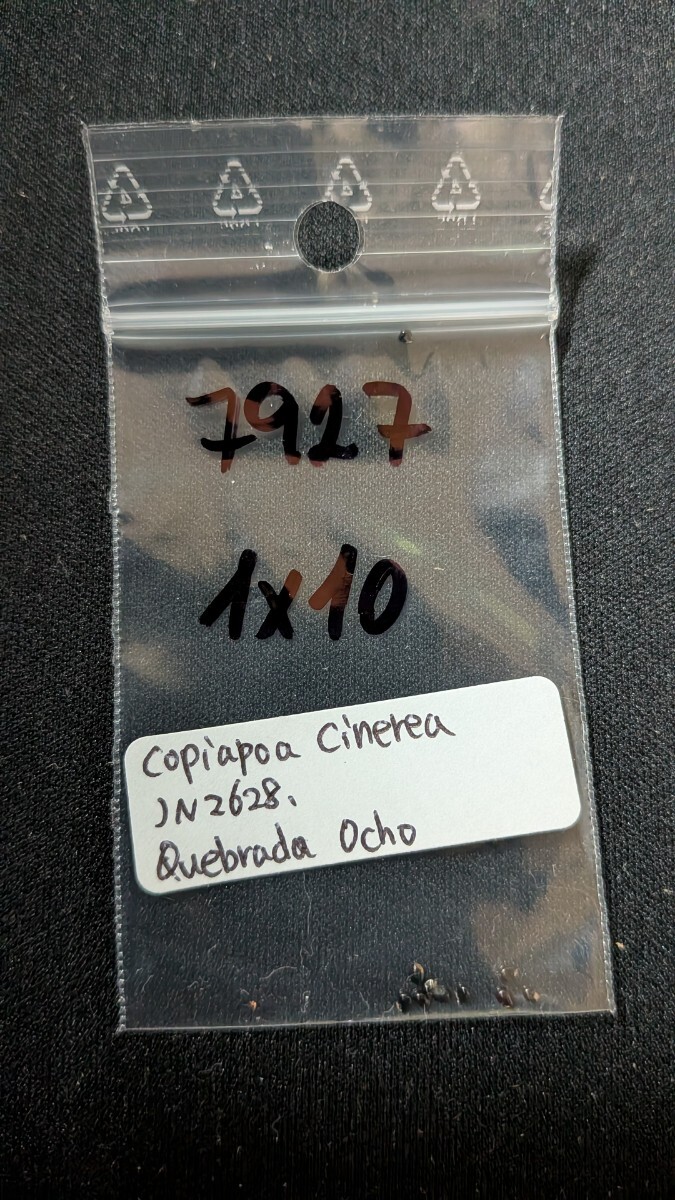 7927
1x10
Copiapoa Cinerea
JN2628.
Quebrada Ocho